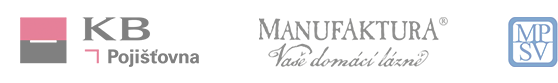 KB
Pojišťovna
MANUFAKTURA®
Vaše domácí lázně
MP
SV